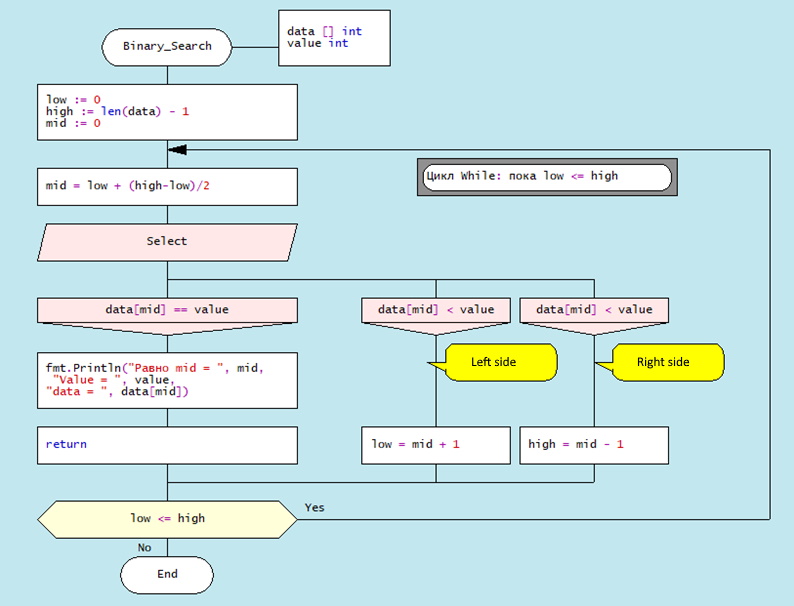 Binary_Search
data [] int
value int
low := 0
high := len(data) - 1
mid := 0
mid = low + (high-low)/2
Цикл While: пока low <= high
Select
data[mid] == value
data[mid] < value
data[mid] < value
fmt.Println("Равно mid = ", mid,
"Value = ", value,
"data = ", data[mid])
Left side
Right side
return
low = mid + 1
high = mid - 1
low <= high
Yes
No
End